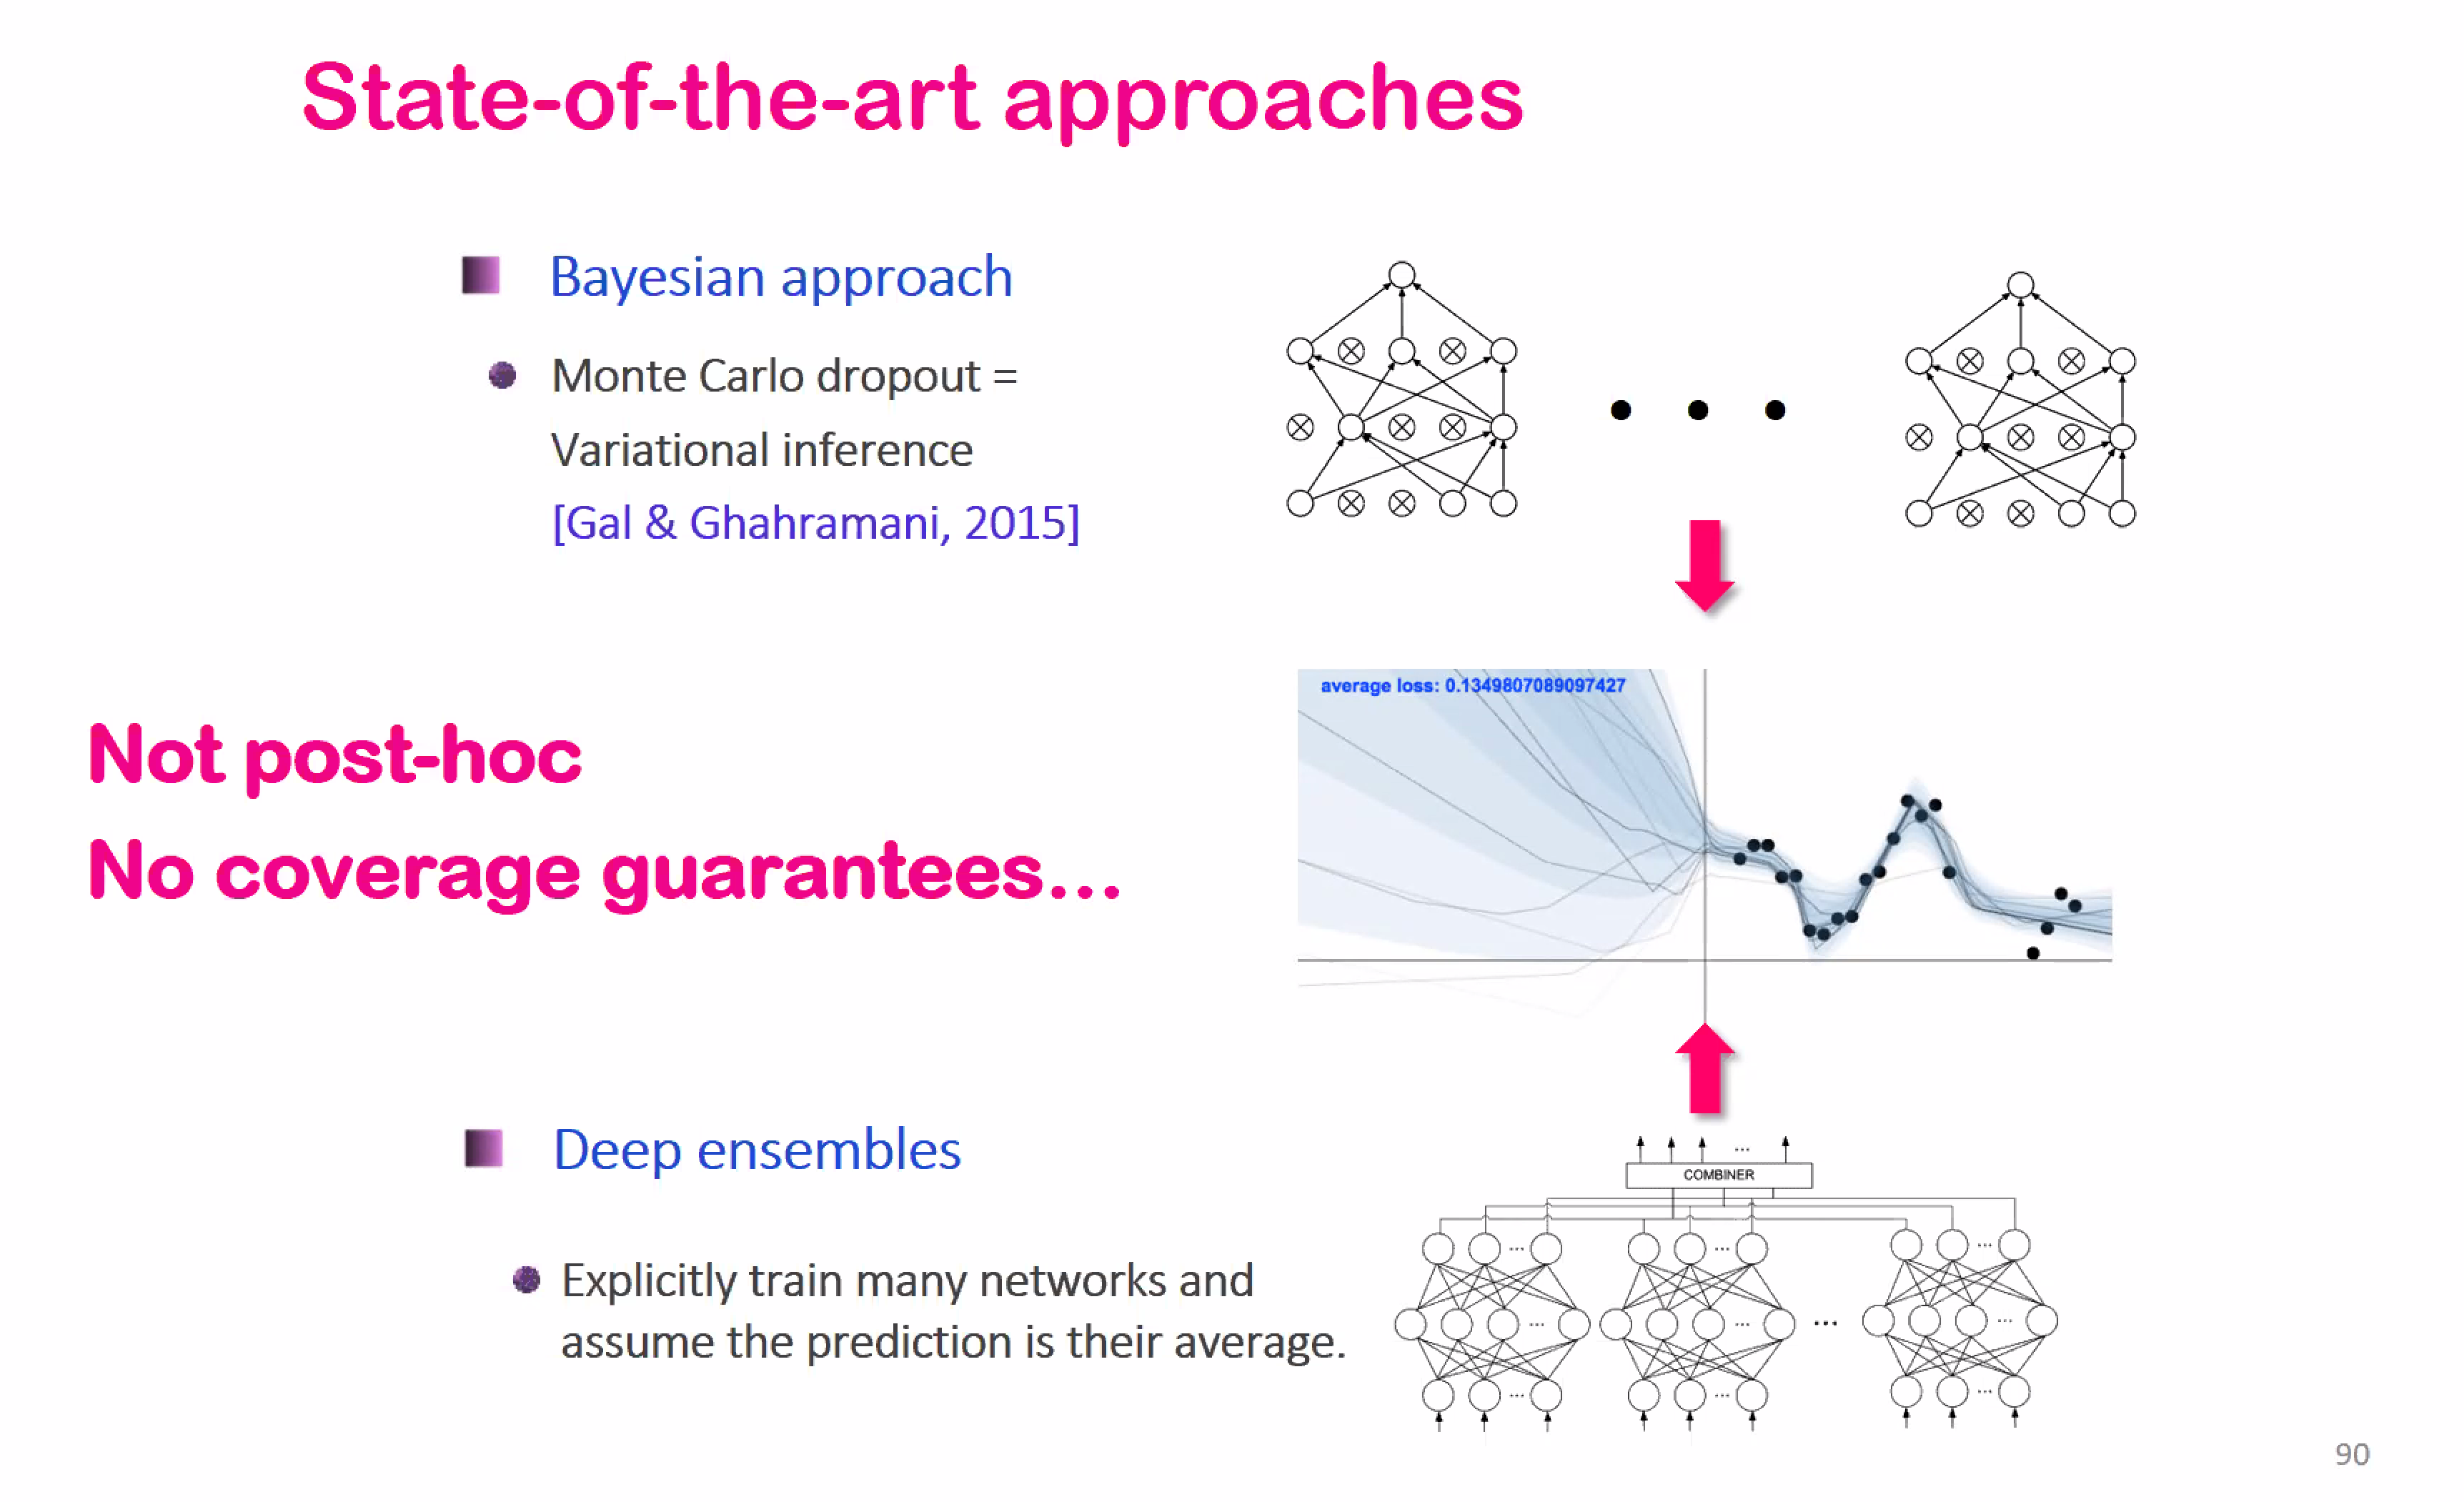 State-of-the-art approaches
Bayesian approach
Monte Carlo dropout =
Variational inference
[Gal & Ghahramani, 2015]
average loss: 0.1349807089097427
Not post-hoc
No coverage guarantees...
Deep ensembles
Explicitly train many networks and
assume the prediction is their average.
...
COMBINER
... ... ...
... ... ... ...
... ... ...
90